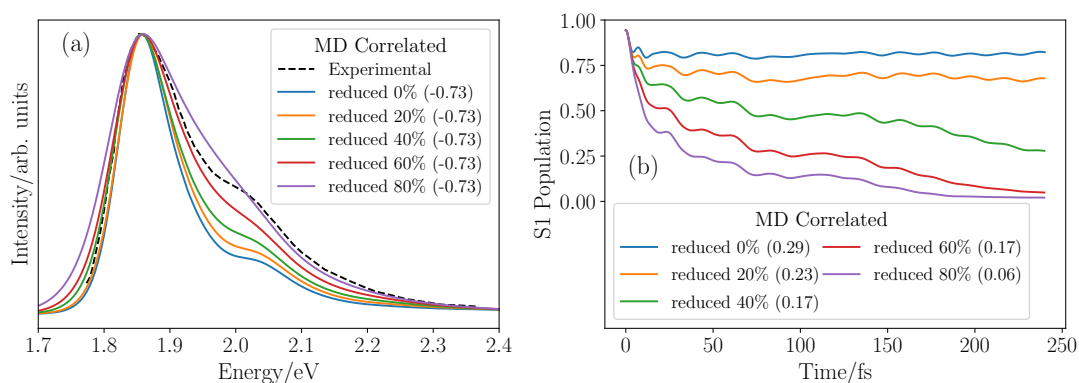 (a)
MD Correlated
Experimental
reduced 0% (-0.73)
reduced 20% (-0.73)
reduced 40% (-0.73)
reduced 60% (-0.73)
reduced 80% (-0.73)
Intensity/arb. units
1.7 1.8 1.9 2.0 2.1 2.2 2.3 2.4
Energy/eV
1.00
0.75
0.50
0.25
0.00
S1 Population
(b)
MD Correlated
reduced 0% (0.29) reduced 60% (0.17)
reduced 20% (0.23) reduced 80% (0.06)
reduced 40% (0.17)
0 50 100 150 200 250
Time/fs